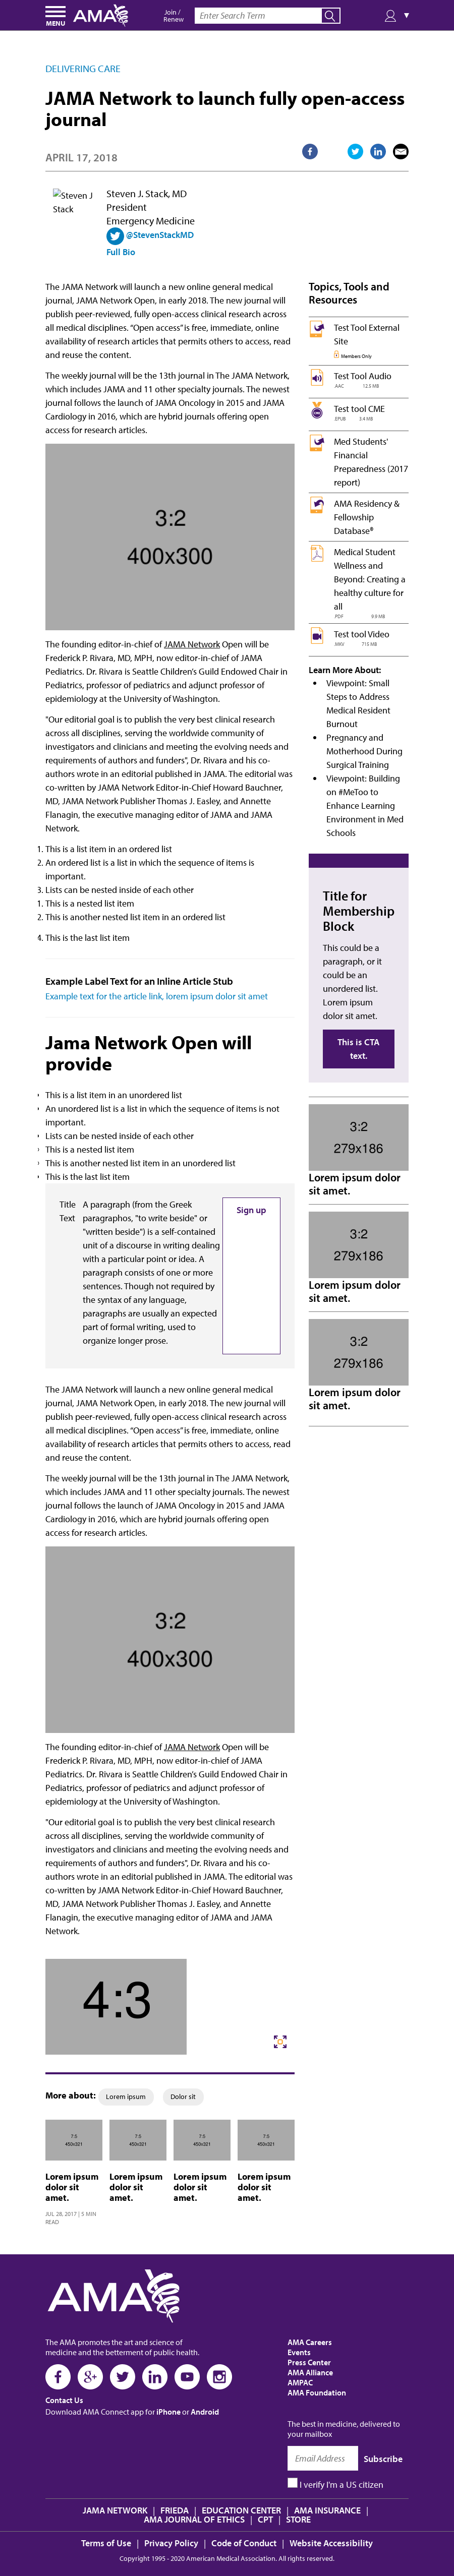 MENU
AMA
Join /
Renew
Enter Search Term
DELIVERING CARE
JAMA Network to launch fully open-access
journal
APRIL 17, 2018
Steven J
Stack
Steven J. Stack, MD
President
Emergency Medicine
@StevenStackMD
Full Bio
The JAMA Network will launch a new online general medical
journal, JAMA Network Open, in early 2018. The new journal will
publish peer-reviewed, fully open-access clinical research across
all medical disciplines. “Open access” is free, immediate, online
availability of research articles that permits others to access, read
and reuse the content.
The weekly journal will be the 13th journal in The JAMA Network,
which includes JAMA and 11 other specialty journals. The newest
journal follows the launch of JAMA Oncology in 2015 and JAMA
Cardiology in 2016, which are hybrid journals offering open
access for research articles.
3:2
400x300
The founding editor-in-chief of JAMA Network Open will be
Frederick P. Rivara, MD, MPH, now editor-in-chief of JAMA
Pediatrics. Dr. Rivara is Seattle Children’s Guild Endowed Chair in
Pediatrics, professor of pediatrics and adjunct professor of
epidemiology at the University of Washington.
"Our editorial goal is to publish the very best clinical research
across all disciplines, serving the worldwide community of
investigators and clinicians and meeting the evolving needs and
requirements of authors and funders", Dr. Rivara and his co-
authors wrote in an editorial published in JAMA. The editorial was
co-written by JAMA Network Editor-in-Chief Howard Bauchner,
MD, JAMA Network Publisher Thomas J. Easley, and Annette
Flanagin, the executive managing editor of JAMA and JAMA
Network.
1. This is a list item in an ordered list
2. An ordered list is a list in which the sequence of items is
important.
3. Lists can be nested inside of each other
1. This is a nested list item
2. This is another nested list item in an ordered list
4. This is the last list item
Example Label Text for an Inline Article Stub
Example text for the article link, lorem ipsum dolor sit amet
Jama Network Open will
provide
This is a list item in an unordered list
An unordered list is a list in which the sequence of items is not
important.
Lists can be nested inside of each other
This is a nested list item
This is another nested list item in an unordered list
This is the last list item
Title
Text
A paragraph (from the Greek
paragraphos, "to write beside" or
"written beside") is a self-contained
unit of a discourse in writing dealing
with a particular point or idea. A
paragraph consists of one or more
sentences. Though not required by
the syntax of any language,
paragraphs are usually an expected
part of formal writing, used to
organize longer prose.
Sign up
The JAMA Network will launch a new online general medical
journal, JAMA Network Open, in early 2018. The new journal will
publish peer-reviewed, fully open-access clinical research across
all medical disciplines. “Open access” is free, immediate, online
availability of research articles that permits others to access, read
and reuse the content.
The weekly journal will be the 13th journal in The JAMA Network,
which includes JAMA and 11 other specialty journals. The newest
journal follows the launch of JAMA Oncology in 2015 and JAMA
Cardiology in 2016, which are hybrid journals offering open
access for research articles.
3:2
400x300
The founding editor-in-chief of JAMA Network Open will be
Frederick P. Rivara, MD, MPH, now editor-in-chief of JAMA
Pediatrics. Dr. Rivara is Seattle Children’s Guild Endowed Chair in
Pediatrics, professor of pediatrics and adjunct professor of
epidemiology at the University of Washington.
"Our editorial goal is to publish the very best clinical research
across all disciplines, serving the worldwide community of
investigators and clinicians and meeting the evolving needs and
requirements of authors and funders", Dr. Rivara and his co-
authors wrote in an editorial published in JAMA. The editorial was
co-written by JAMA Network Editor-in-Chief Howard Bauchner,
MD, JAMA Network Publisher Thomas J. Easley, and Annette
Flanagin, the executive managing editor of JAMA and JAMA
Network.
4:3
More about:
Lorem ipsum
Dolor sit
7:5
450x321
7:5
450x321
7:5
450x321
7:5
450x321
Lorem ipsum
dolor sit
amet.
JUL 28, 2017 | 5 MIN
READ
Lorem ipsum
dolor sit
amet.
Lorem ipsum
dolor sit
amet.
Lorem ipsum
dolor sit
amet.
Topics, Tools and
Resources
Test Tool External
Site
Members Only
Test Tool Audio
AAC 12.5 MB
Test tool CME
EPUB 3.4 MB
Med Students'
Financial
Preparedness (2017
report)
AMA Residency &
Fellowship
Database®
Medical Student
Wellness and
Beyond: Creating a
healthy culture for
all
PDF 9.9 MB
Test tool Video
MKV 715 MB
Learn More About:
Viewpoint: Small
Steps to Address
Medical Resident
Burnout
Pregnancy and
Motherhood During
Surgical Training
Viewpoint: Building
on #MeToo to
Enhance Learning
Environment in Med
Schools
Title for
Membership
Block
This could be a
paragraph, or it
could be an
unordered list.
Lorem ipsum
dolor sit amet.
This is CTA
text.
3:2
279x186
Lorem ipsum dolor
sit amet.
3:2
279x186
Lorem ipsum dolor
sit amet.
3:2
279x186
Lorem ipsum dolor
sit amet.
AMA
The AMA promotes the art and science of
medicine and the betterment of public health.
Contact Us
Download AMA Connect app for iPhone or Android
AMA Careers
Events
Press Center
AMA Alliance
AMPAC
AMA Foundation
The best in medicine, delivered to
your mailbox
Email Address
Subscribe
I verify I'm a US citizen
JAMA NETWORK | FRIEDA | EDUCATION CENTER | AMA INSURANCE |
AMA JOURNAL OF ETHICS | CPT | STORE
Terms of Use | Privacy Policy | Code of Conduct | Website Accessibility
Copyright 1995 - 2020 American Medical Association. All rights reserved.